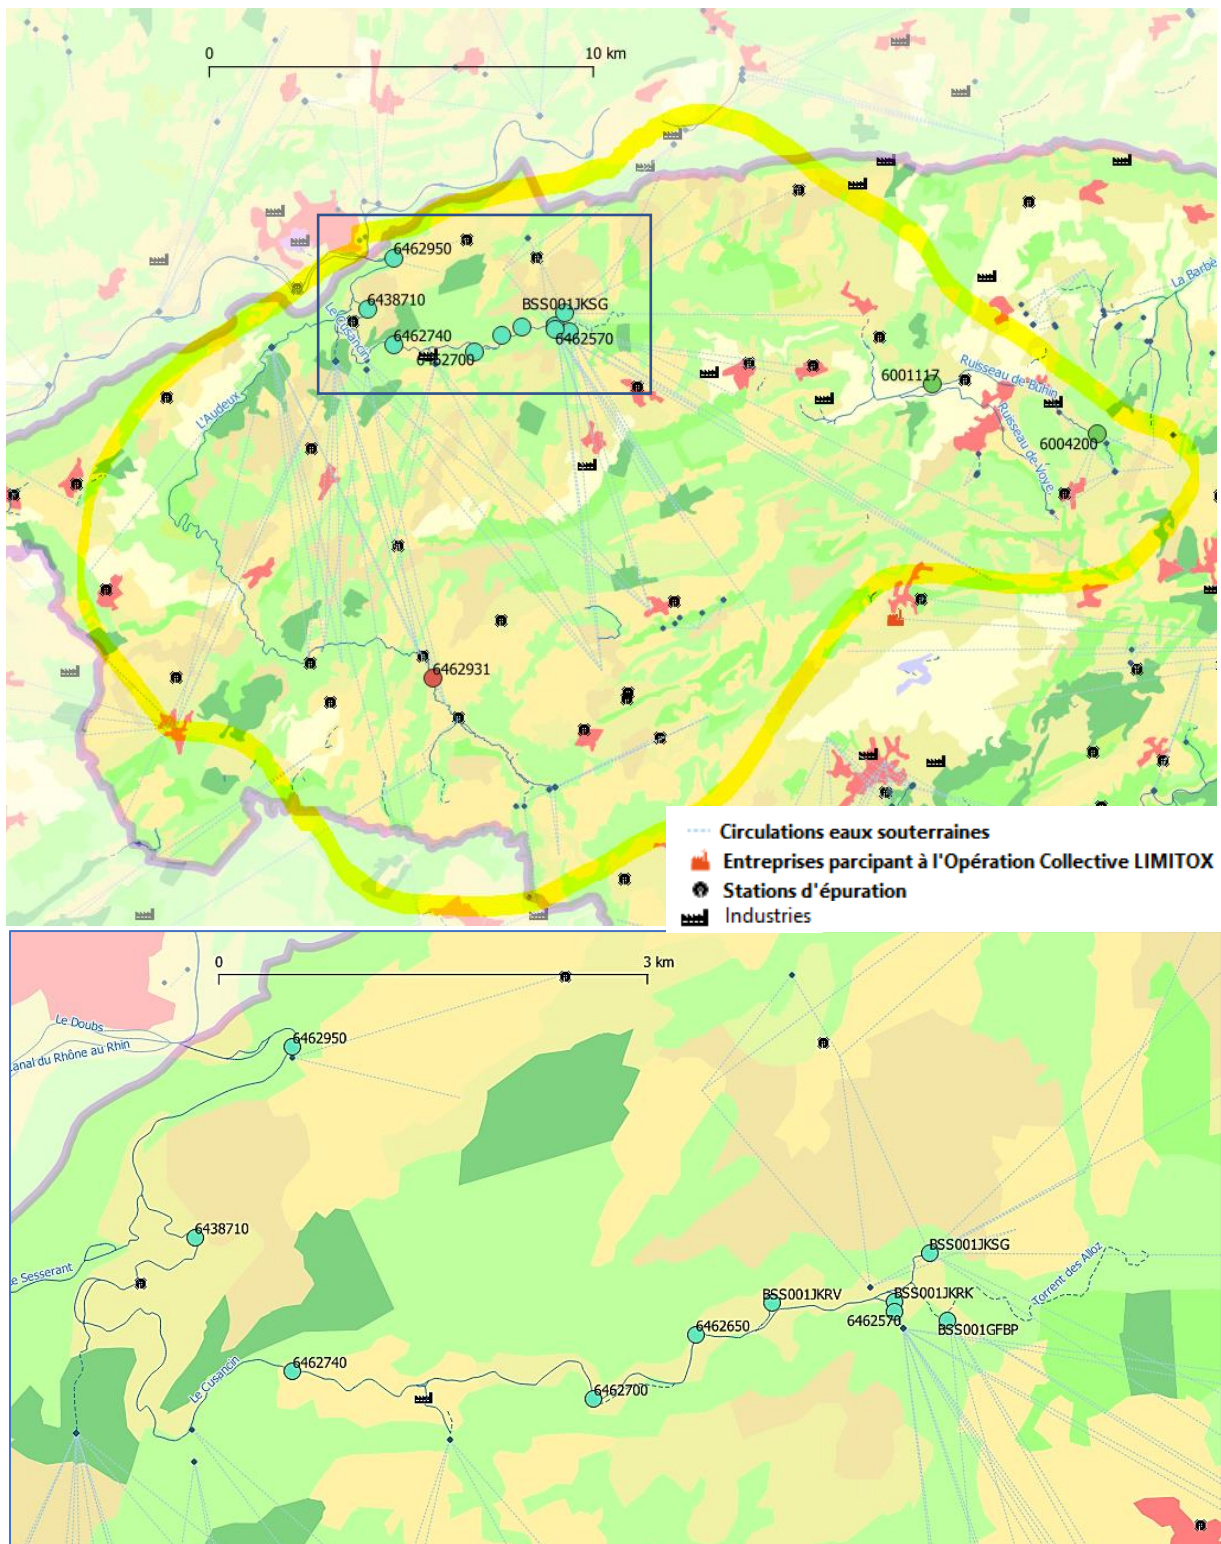 0
10 km
6462950
BSS001JKSG
6438710
Le Cusancin
6462740
6462570
6462700
La Barbè
Ruisseau de Buhin
6001117
L'Audeux
6004200
Ruisseau de Voye
6462931
Circulations eaux souterraines
Entreprises parcipant à l'Opération Collective LIMITOX
Stations d'épuration
Industries
0
3 km
Le Doubs
6462950
anal du Rhône au Rhin
6438710
BSS001JKSG
Torrent des Alloz
e Sesserant
BSS001JKRV
BSS001JKRK
6462570
BSS001GFBP
6462650
6462740
Le Cusancin
6462700